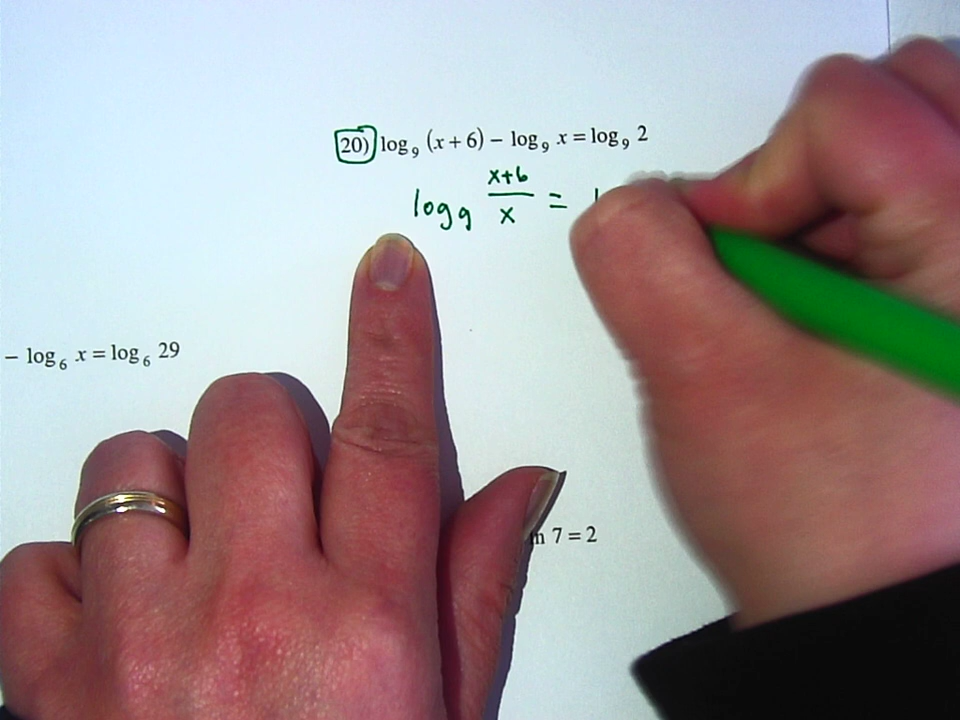 20) log₉ (x + 6) − log₉ x = log₉ 2
log₉ x+6/x =
− log₆ x = log₆ 29
7 = 2